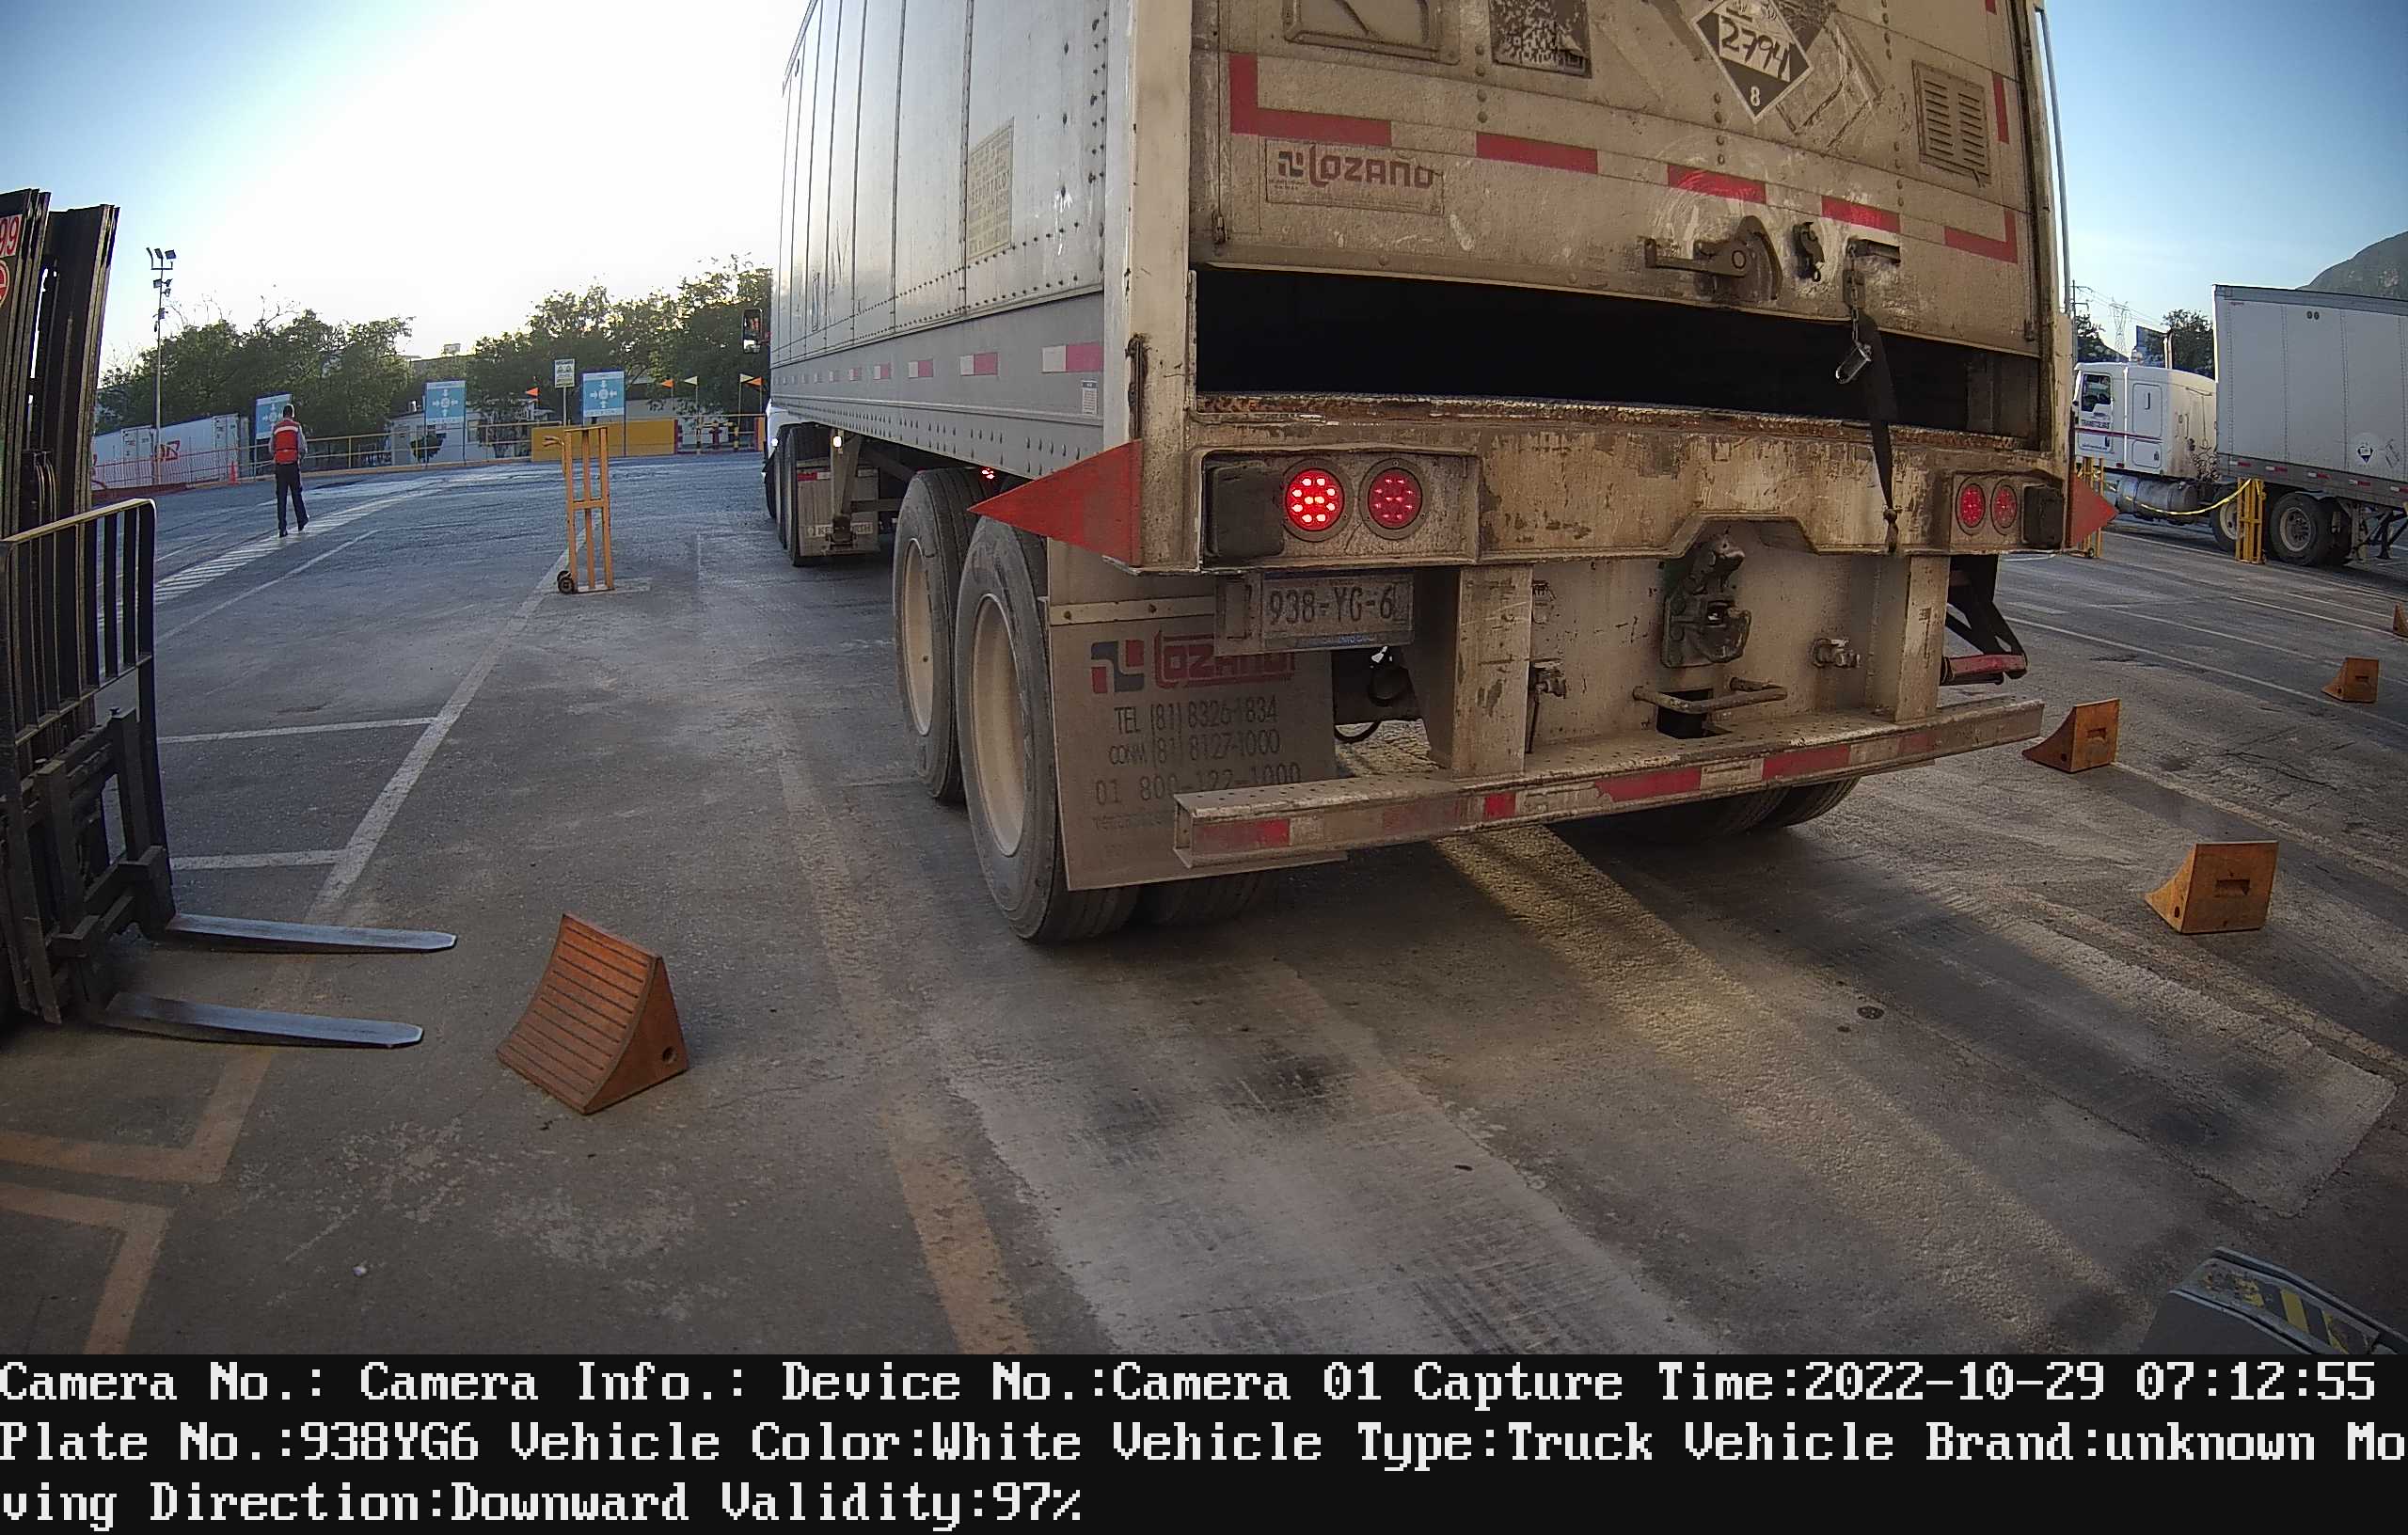 99
2794
8
LOZANO
938-YG-6
LOZANO
TEL (81) 8326-1834
CONM. (81) 8127-1000
01 800-122-1000
Camera No.: Camera Info.: Device No.:Camera 01 Capture Time:2022-10-29 07:12:55
Plate No.:938YG6 Vehicle Color:White Vehicle Type:Truck Vehicle Brand:unknown Mo
ving Direction:Downward Validity:97%